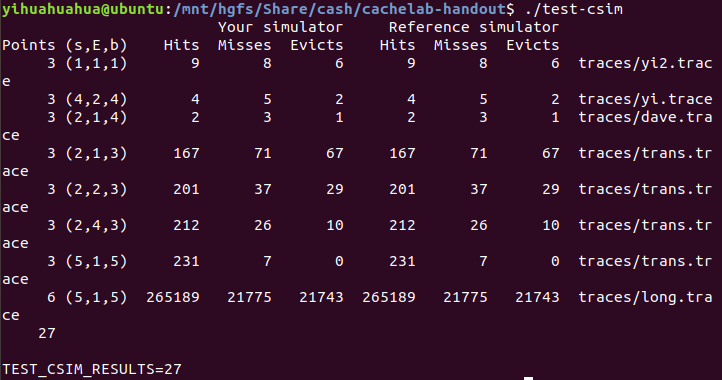 yihuahuahua@ubuntu:/mnt/hgfs/Share/cash/cachelab-handout$ ./test-csim
                        Your simulator     Reference simulator
Points (s,E,b)    Hits  Misses  Evicts    Hits  Misses  Evicts
     3 (1,1,1)       9       8       6       9       8       6  traces/yi2.trac
e
     3 (4,2,4)       4       5       2       4       5       2  traces/yi.trace
     3 (2,1,4)       2       3       1       2       3       1  traces/dave.tra
ce
     3 (2,1,3)     167      71      67     167      71      67  traces/trans.tr
ace
     3 (2,2,3)     201      37      29     201      37      29  traces/trans.tr
ace
     3 (2,4,3)     212      26      10     212      26      10  traces/trans.tr
ace
     3 (5,1,5)     231       7       0     231       7       0  traces/trans.tr
ace
     6 (5,1,5)  265189   21775   21743  265189   21775   21743  traces/long.tra
ce
    27

TEST_CSIM_RESULTS=27